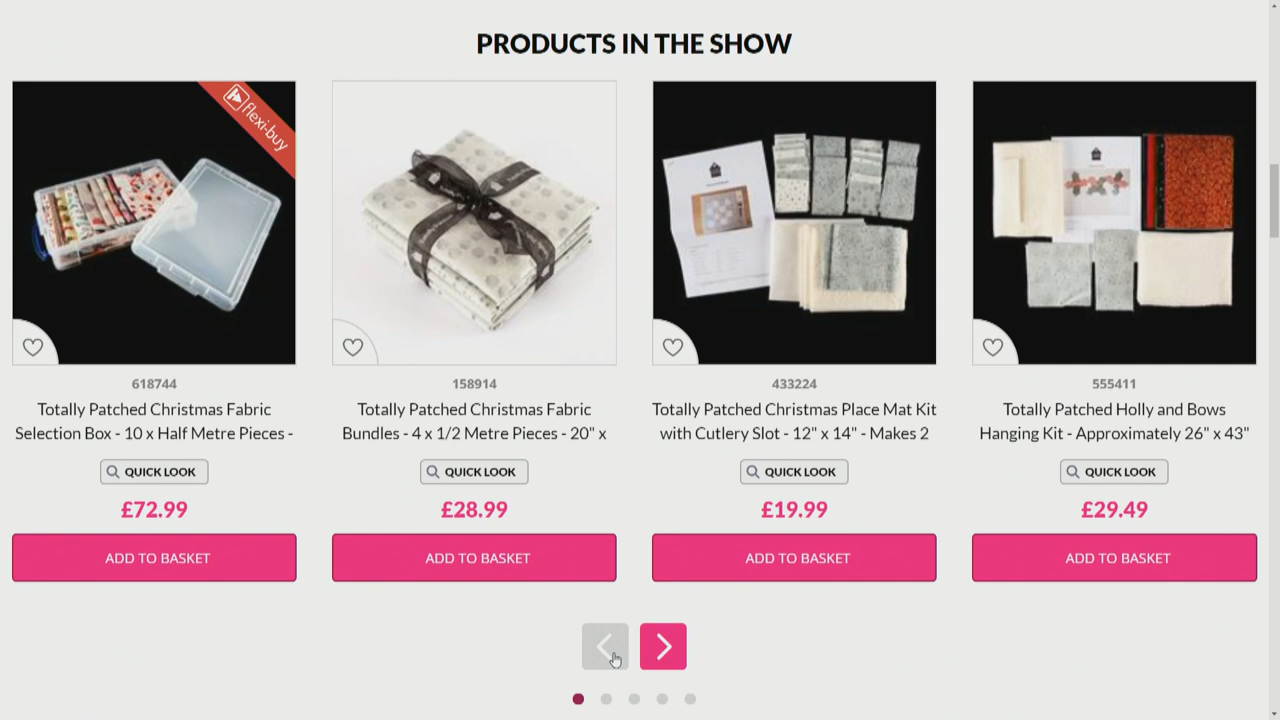 PRODUCTS IN THE SHOW
flexi-buy
618744
Totally Patched Christmas Fabric
Selection Box - 10 x Half Metre Pieces -
QUICK LOOK
£72.99
ADD TO BASKET
158914
Totally Patched Christmas Fabric
Bundles - 4 x 1/2 Metre Pieces - 20" x
QUICK LOOK
£28.99
ADD TO BASKET
433224
Totally Patched Christmas Place Mat Kit
with Cutlery Slot - 12" x 14" - Makes 2
QUICK LOOK
£19.99
ADD TO BASKET
555411
Totally Patched Holly and Bows
Hanging Kit - Approximately 26" x 43"
QUICK LOOK
£29.49
ADD TO BASKET